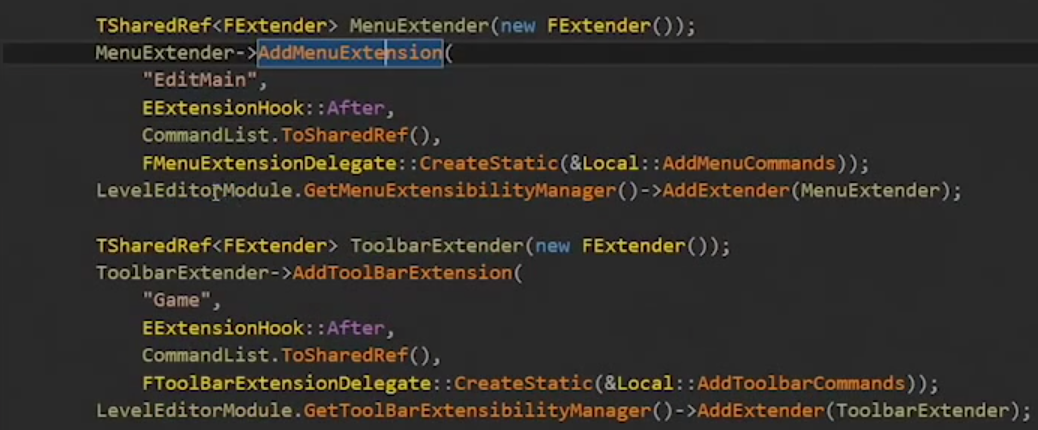 TSharedRef<FExtender> MenuExtender(new FExtender());
MenuExtender->AddMenuExtension(
"EditMain",
EExtensionHook::After,
CommandList.ToSharedRef(),
FMenuExtensionDelegate::CreateStatic(&Local::AddMenuCommands));
LevelEditorModule.GetMenuExtensibilityManager()->AddExtender(MenuExtender);
TSharedRef<FExtender> ToolbarExtender(new FExtender());
ToolbarExtender->AddToolBarExtension(
"Game",
EExtensionHook::After,
CommandList.ToSharedRef(),
FToolBarExtensionDelegate::CreateStatic(&Local::AddToolbarCommands));
LevelEditorModule.GetToolBarExtensibilityManager()->AddExtender(ToolbarExtender);